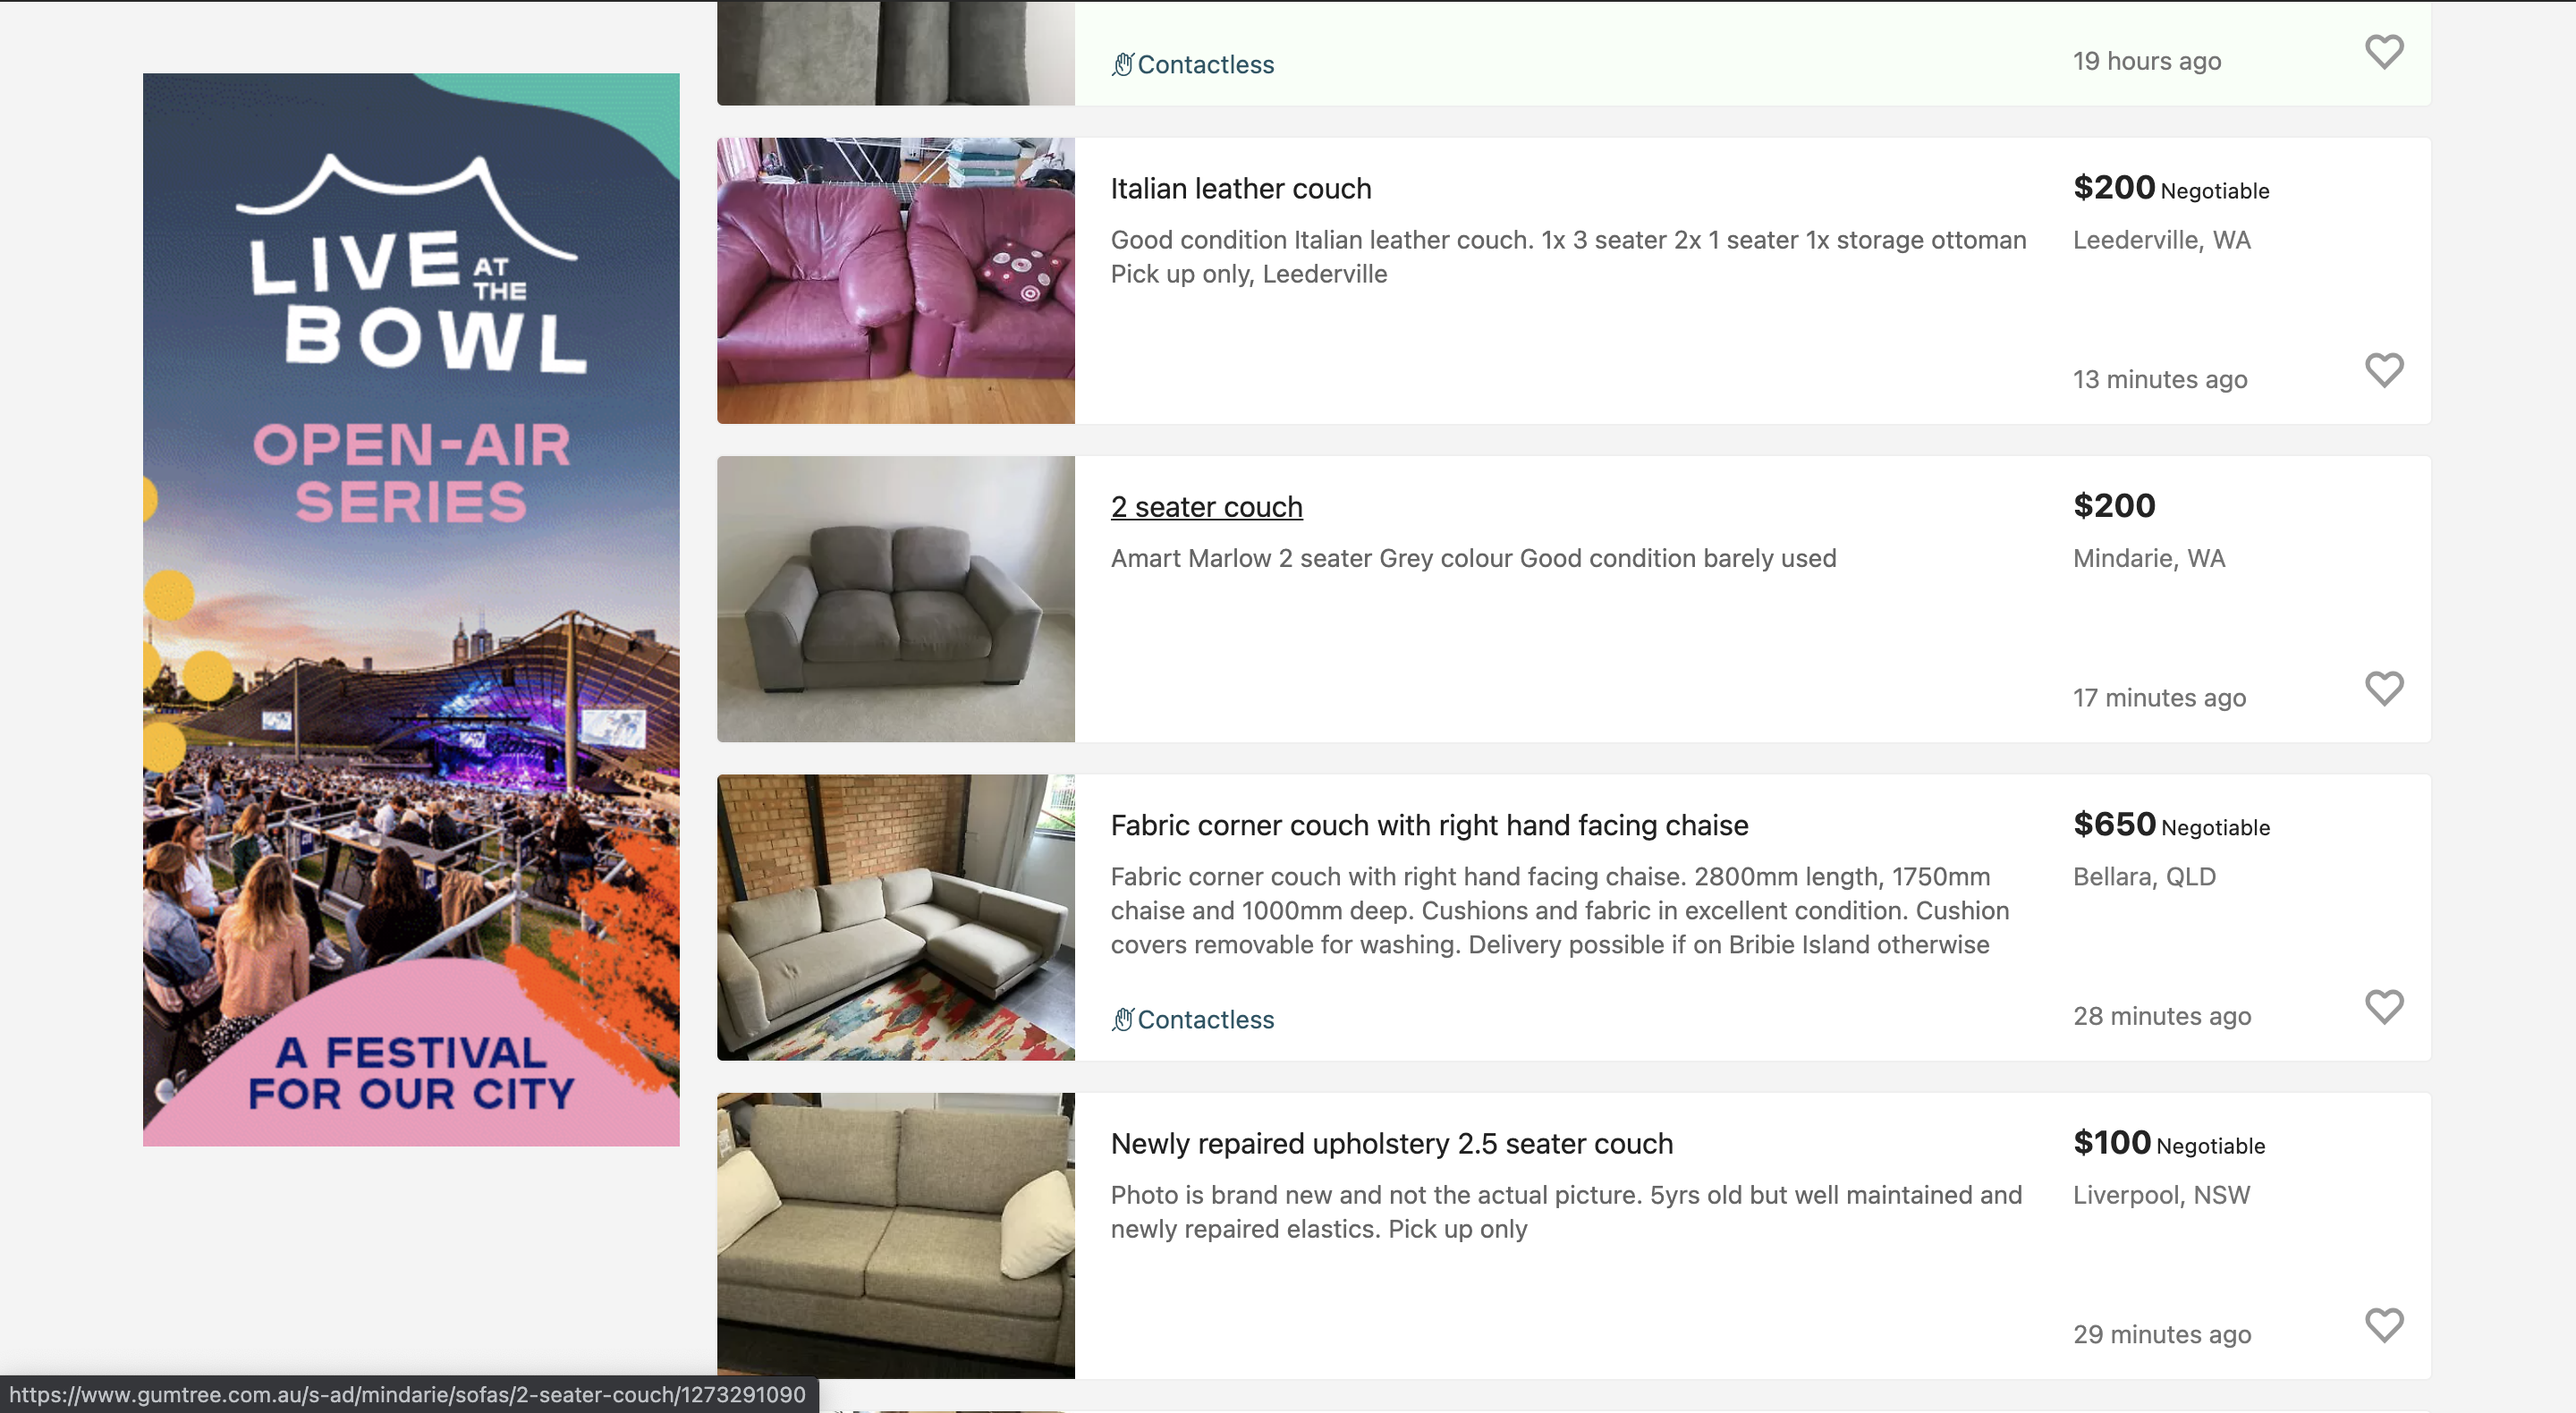 Contactless
19 hours ago
LIVE AT THE
BOWL
OPEN-AIR
SERIES
A FESTIVAL
FOR OUR CITY
Italian leather couch
$200 Negotiable
Good condition Italian leather couch. 1x 3 seater 2x 1 seater 1x storage ottoman
Pick up only, Leederville
Leederville, WA
13 minutes ago
2 seater couch
$200
Amart Marlow 2 seater Grey colour Good condition barely used
Mindarie, WA
17 minutes ago
Fabric corner couch with right hand facing chaise
$650 Negotiable
Fabric corner couch with right hand facing chaise. 2800mm length, 1750mm
chaise and 1000mm deep. Cushions and fabric in excellent condition. Cushion
covers removable for washing. Delivery possible if on Bribie Island otherwise
Bellara, QLD
Contactless
28 minutes ago
Newly repaired upholstery 2.5 seater couch
$100 Negotiable
Photo is brand new and not the actual picture. 5yrs old but well maintained and
newly repaired elastics. Pick up only
Liverpool, NSW
29 minutes ago
https://www.gumtree.com.au/s-ad/mindarie/sofas/2-seater-couch/1273291090